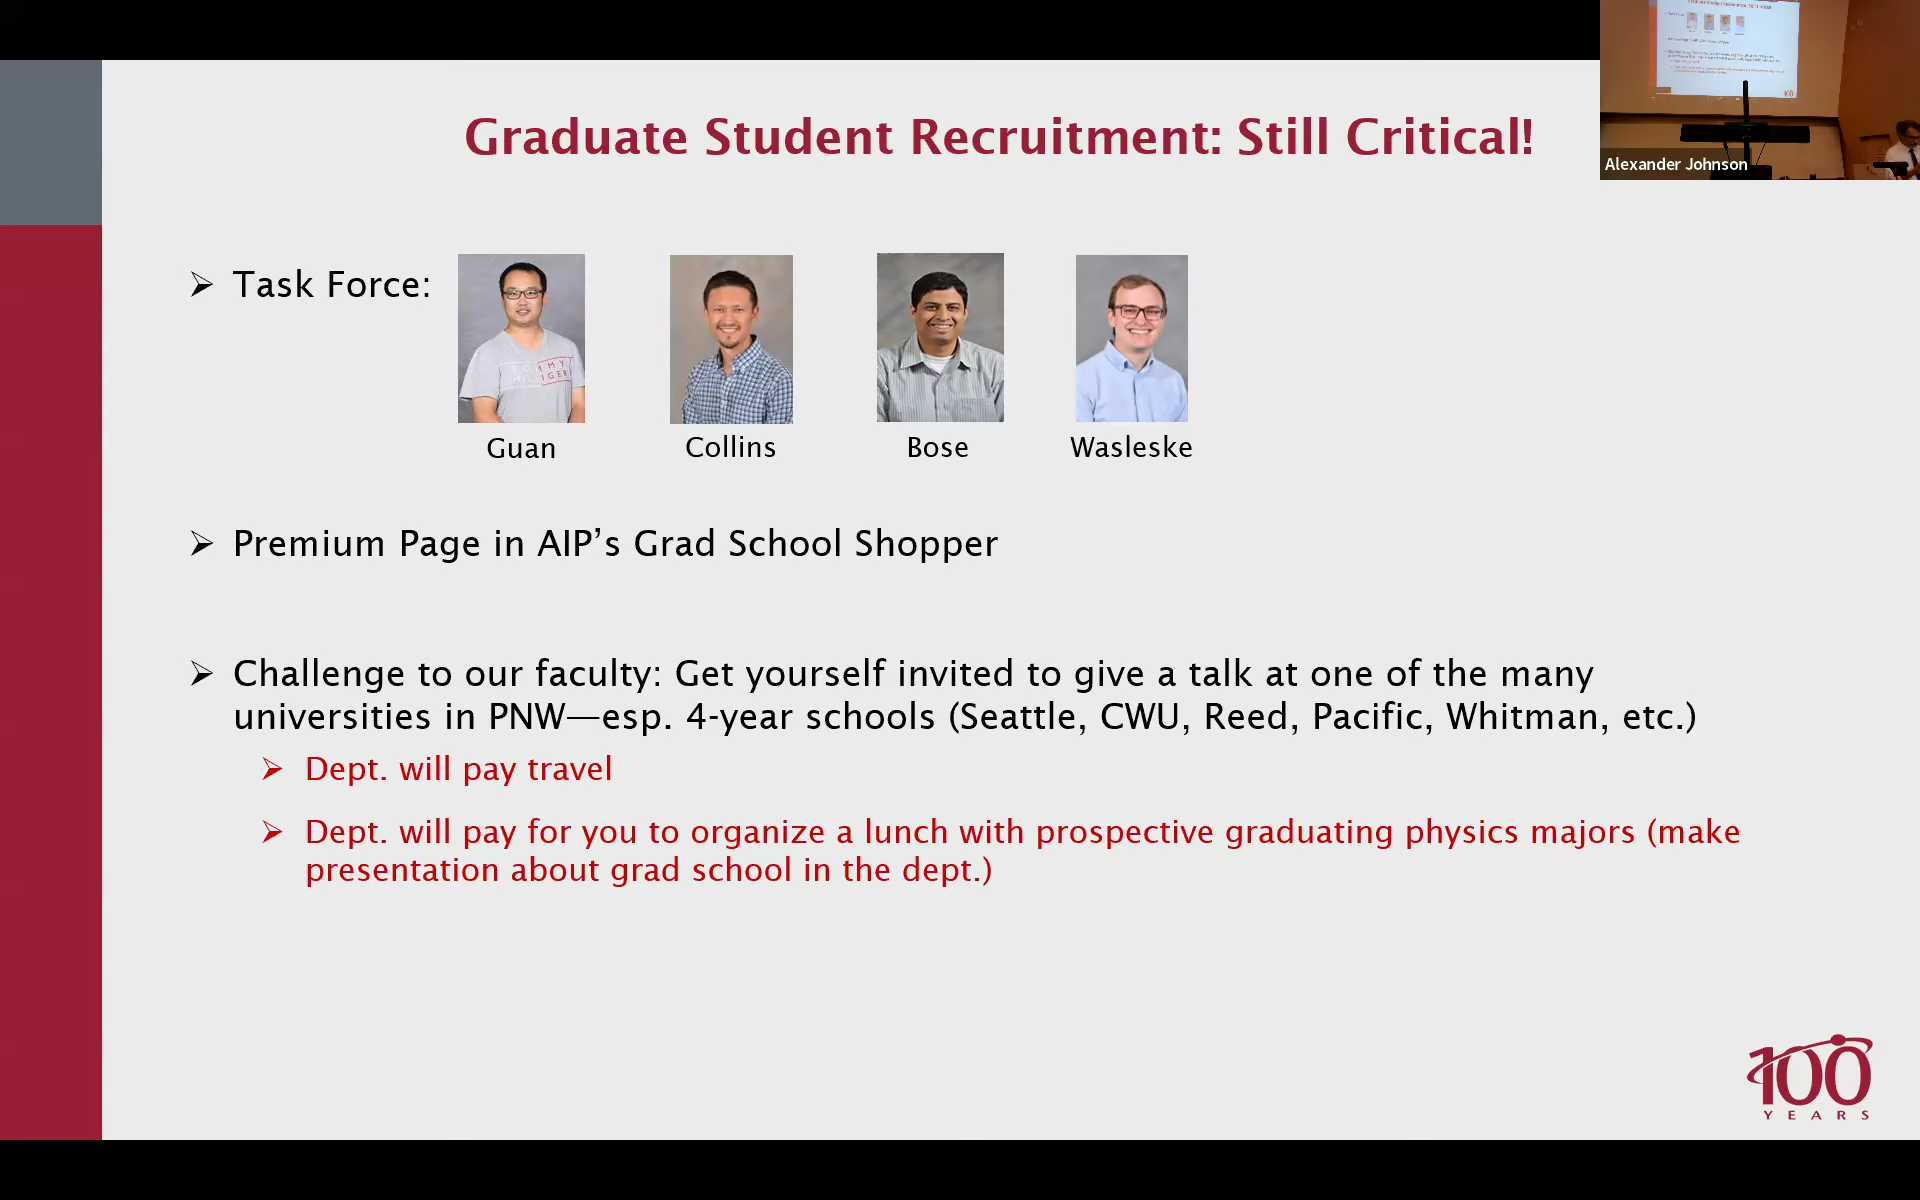 Graduate Student Recruitment: Still Critical!
Alexander Johnson
➢ Task Force:
Guan
Collins
Bose
Wasleske
➢ Premium Page in AIP’s Grad School Shopper
➢ Challenge to our faculty: Get yourself invited to give a talk at one of the many
universities in PNW—esp. 4-year schools (Seattle, CWU, Reed, Pacific, Whitman, etc.)
➢ Dept. will pay travel
➢ Dept. will pay for you to organize a lunch with prospective graduating physics majors (make
presentation about grad school in the dept.)
100
YEARS